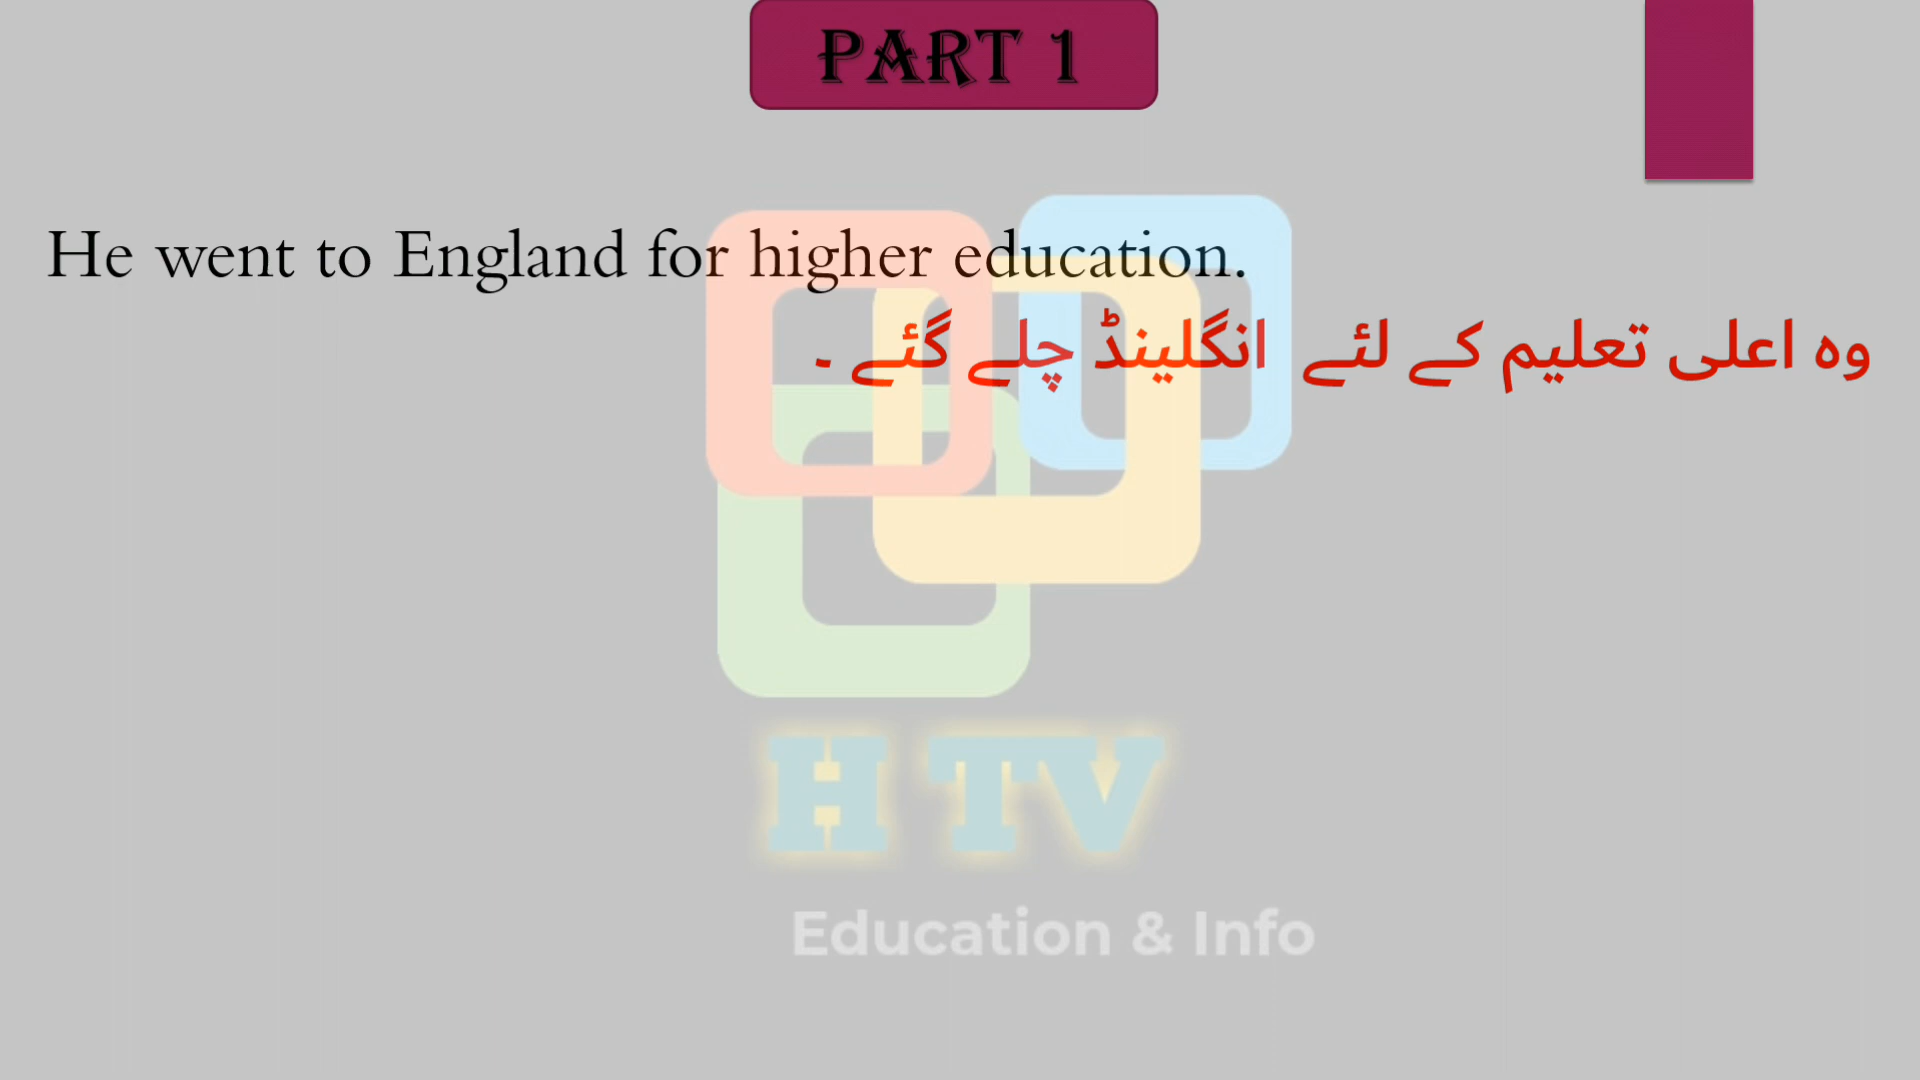 PART 1
He went to England for higher education.
وہ اعلی تعلیم کے لئے انگلینڈ چلے گئے ۔
H TV
Education & Info